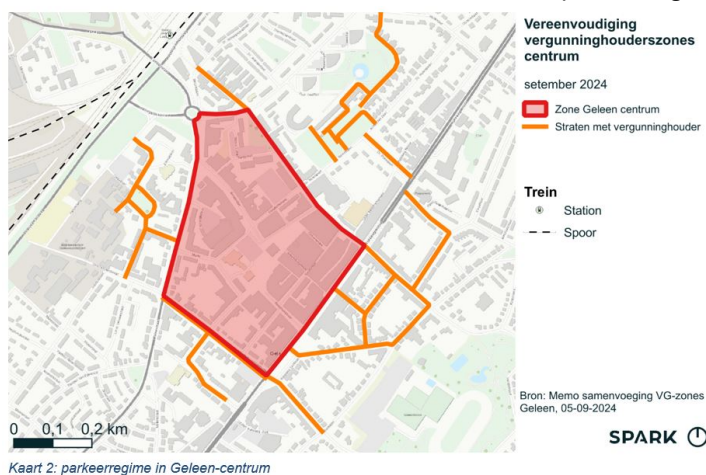 Vereenvoudiging
vergunninghouderszones
centrum
setember 2024
Zone Geleen centrum
Straten met vergunninghouder
Trein
Station
Spoor
0 0,1 0,2 km
Bron: Memo samenvoeging VG-zones
Geleen, 05-09-2024
SPARK
Kaart 2: parkeerregime in Geleen-centrum